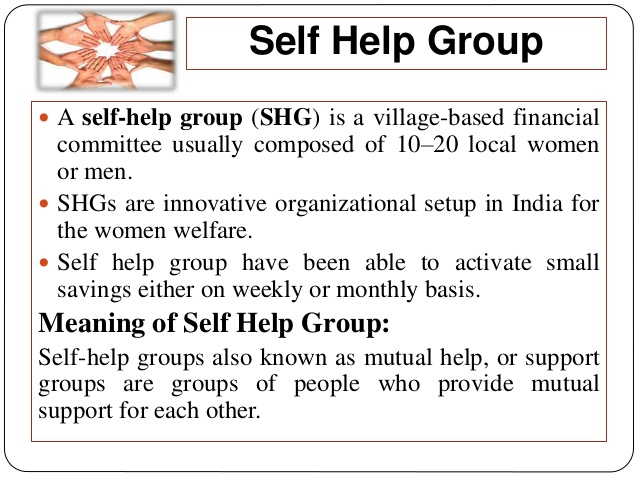 Self Help Group
• A self-help group (SHG) is a village-based financial
committee usually composed of 10–20 local women
or men.
• SHGs are innovative organizational setup in India for
the women welfare.
• Self help group have been able to activate small
savings either on weekly or monthly basis.
Meaning of Self Help Group:
Self-help groups also known as mutual help, or support
groups are groups of people who provide mutual
support for each other.